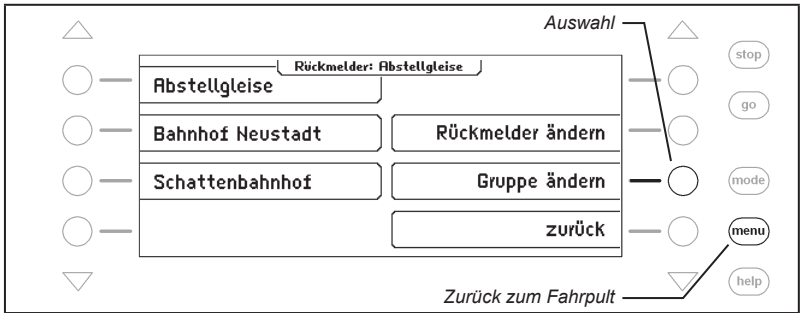 Auswahl
Rückmelder: Abstellgleise
Abstellgleise
Bahnhof Neustadt
Rückmelder ändern
Schattenbahnhof
Gruppe ändern
zurück
stop
go
mode
menu
help
Zurück zum Fahrpult